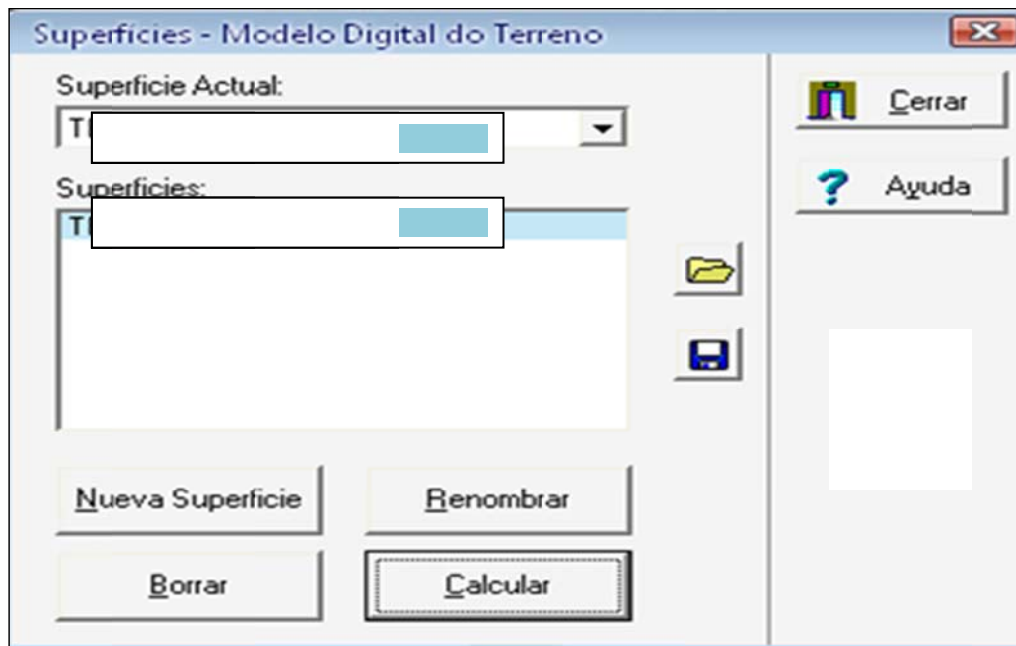 Superfícies - Modelo Digital do Terreno
Superficie Actual:
Superficies:
Cerrar
Ayuda
Nueva Superficie
Renombrar
Borrar
Calcular